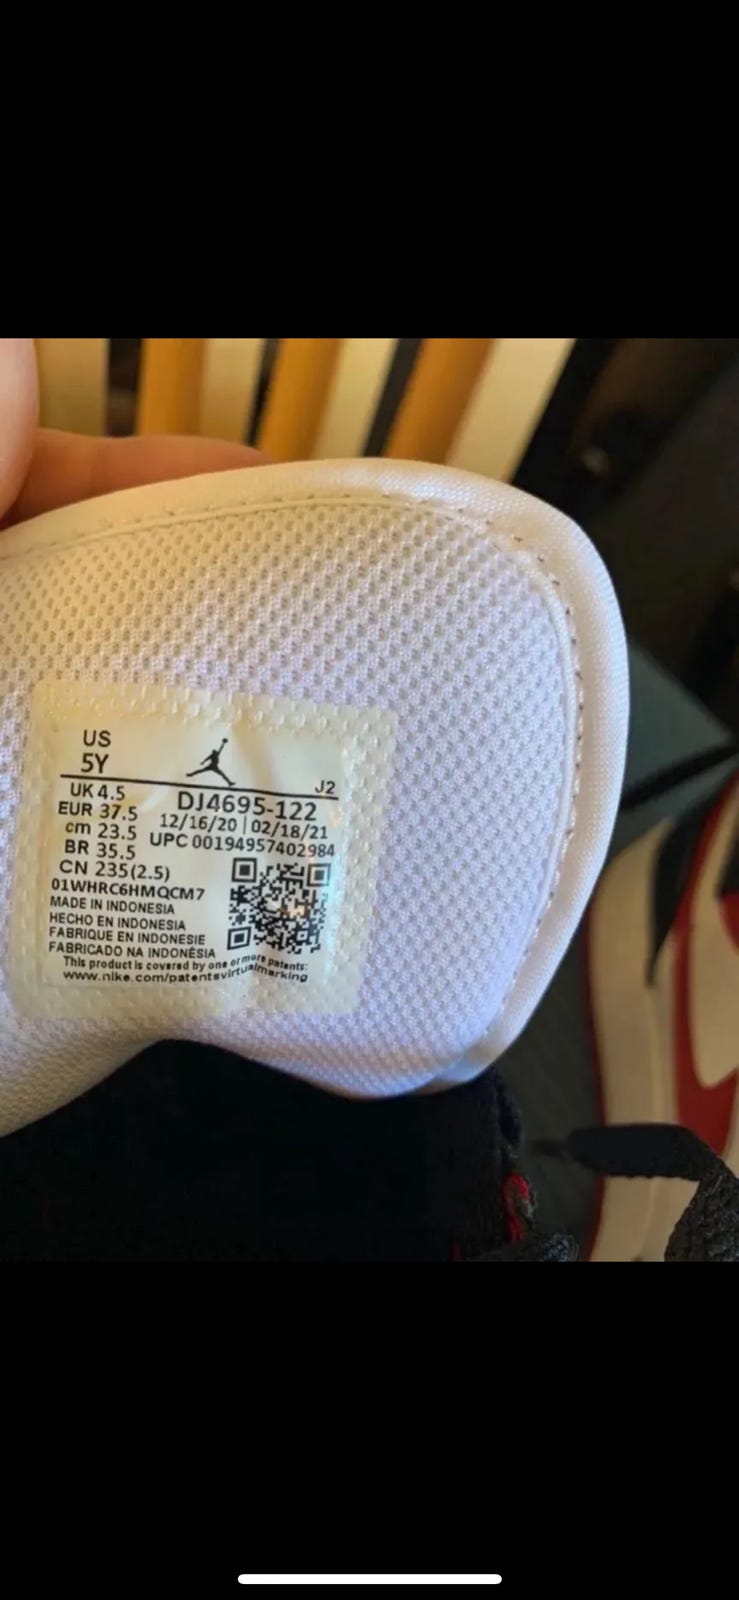 US
5Y
J2
UK 4.5
DJ4695-122
EUR 37.5
12/16/20 | 02/18/21
cm 23.5
UPC 00194957402984
BR 35.5
CN 235(2.5)
01WHRC6HMQCM7
MADE IN INDONESIA
HECHO EN INDONESIA
FABRIQUE EN INDONESIE
FABRICADO NA INDONÉSIA
This product is covered by one or more patents:
www.nike.com/patentsvirtualmarking